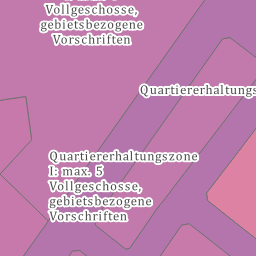 Vollgeschosse,
gebietsbezogene
Vorschriften
Quartiererhaltungs
Quartiererhaltungszone
I: max. 5
Vollgeschosse,
gebietsbezogene
Vorschriften